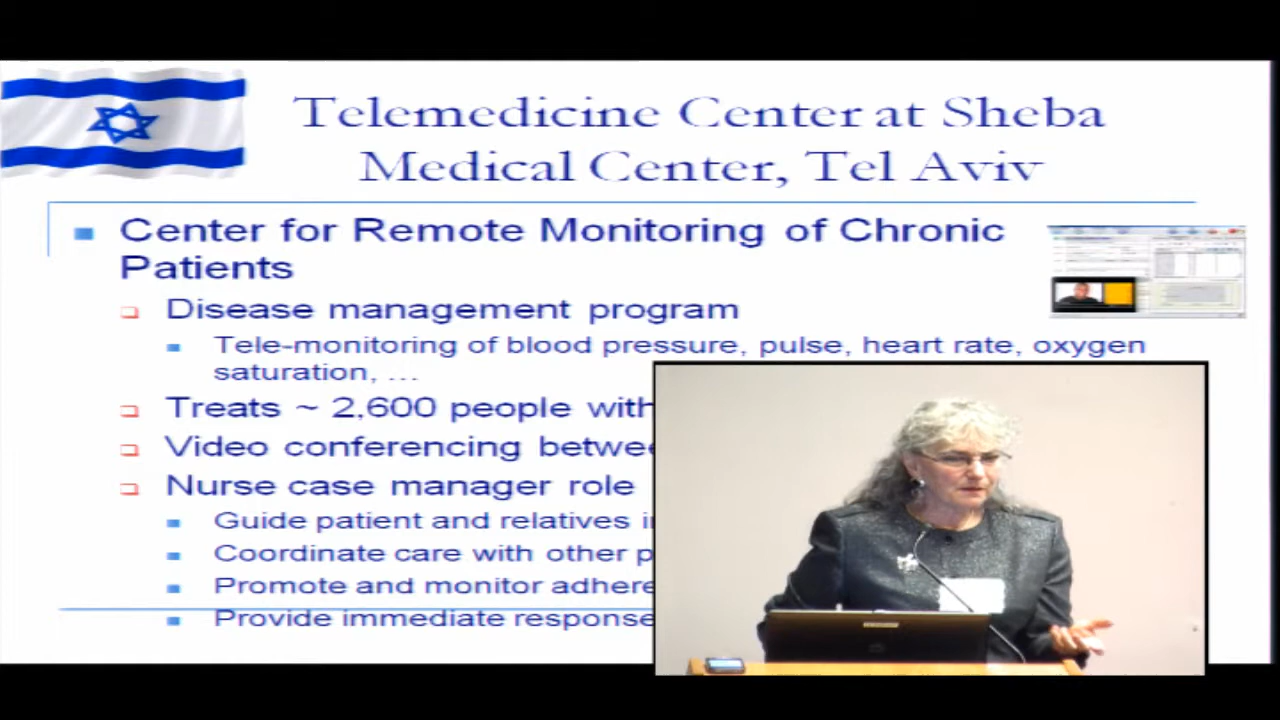 Telemedicine Center at Sheba
Medical Center, Tel Aviv
Center for Remote Monitoring of Chronic
Patients
Disease management program
Tele-monitoring of blood pressure, pulse, heart rate, oxygen
saturation, ...
Treats ~ 2,600 people with
Video conferencing
Nurse case manager role
Guide patient and relatives
Coordinate care with other
Promote and monitor
Provide immediate response